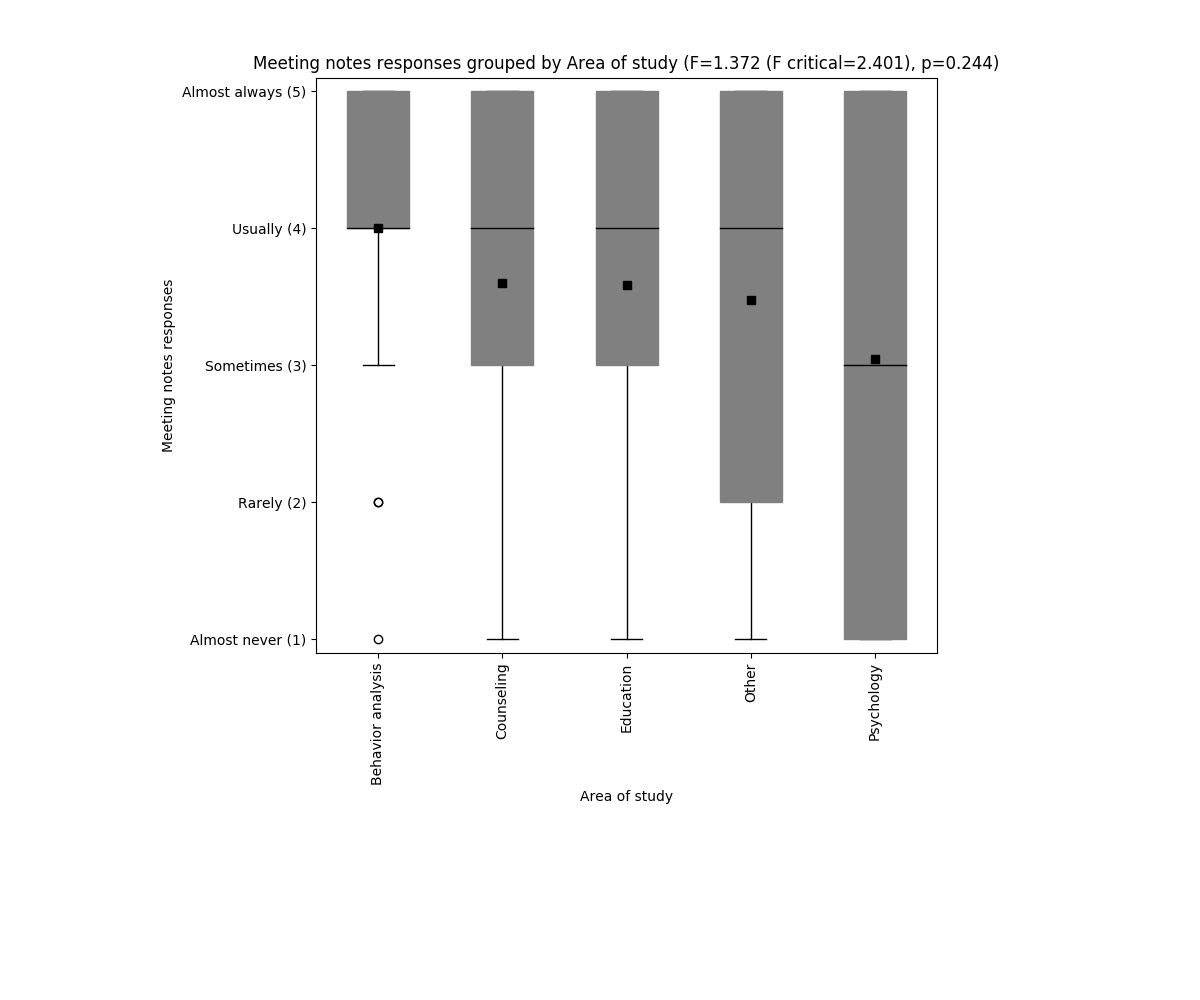 Meeting notes responses grouped by Area of study (F=1.372 (F critical=2.401), p=0.244)
Almost always (5)
Usually (4)
Sometimes (3)
Rarely (2)
Almost never (1)
Meeting notes responses
Behavior analysis
Counseling
Education
Other
Psychology
Area of study